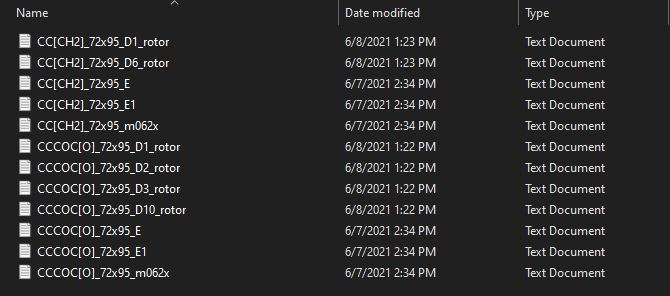 Name Date modified Type
CC[CH2]_72x95_D1_rotor 6/8/2021 1:23 PM Text Document
CC[CH2]_72x95_D6_rotor 6/8/2021 1:23 PM Text Document
CC[CH2]_72x95_E 6/7/2021 2:34 PM Text Document
CC[CH2]_72x95_E1 6/7/2021 2:34 PM Text Document
CC[CH2]_72x95_m062x 6/7/2021 2:34 PM Text Document
CCCOC[O]_72x95_D1_rotor 6/8/2021 1:22 PM Text Document
CCCOC[O]_72x95_D2_rotor 6/8/2021 1:22 PM Text Document
CCCOC[O]_72x95_D3_rotor 6/8/2021 1:22 PM Text Document
CCCOC[O]_72x95_D10_rotor 6/8/2021 1:22 PM Text Document
CCCOC[O]_72x95_E 6/7/2021 2:34 PM Text Document
CCCOC[O]_72x95_E1 6/7/2021 2:34 PM Text Document
CCCOC[O]_72x95_m062x 6/7/2021 2:34 PM Text Document